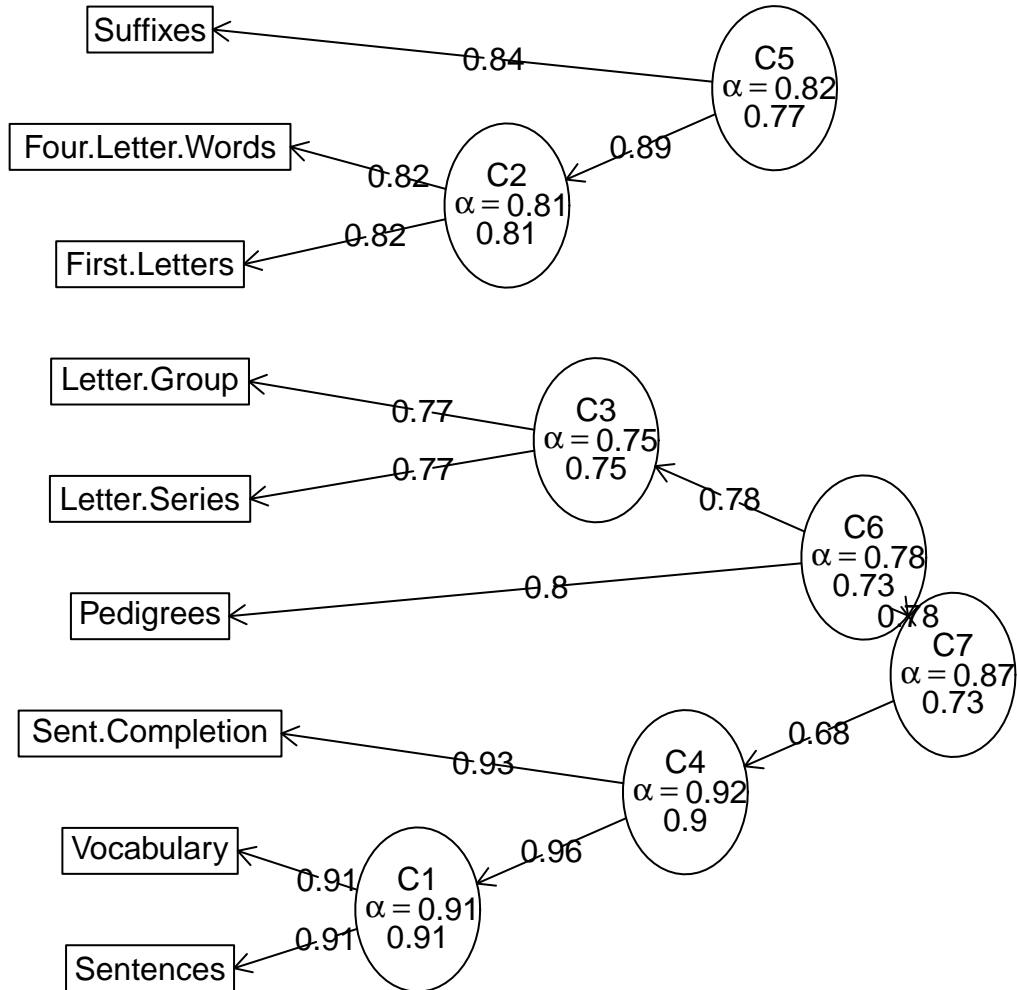 Suffixes
Four.Letter.Words
First.Letters
Letter.Group
Letter.Series
Pedigrees
Sent.Completion
Vocabulary
Sentences
0.84
0.89
0.82
0.82
0.77
0.77
0.78
0.8
0.78
0.68
0.93
0.96
0.91
0.91
C5
α = 0.82
0.77
C2
α = 0.81
0.81
C3
α = 0.75
0.75
C6
α = 0.78
0.73
C7
α = 0.87
0.73
C4
α = 0.92
0.9
C1
α = 0.91
0.91